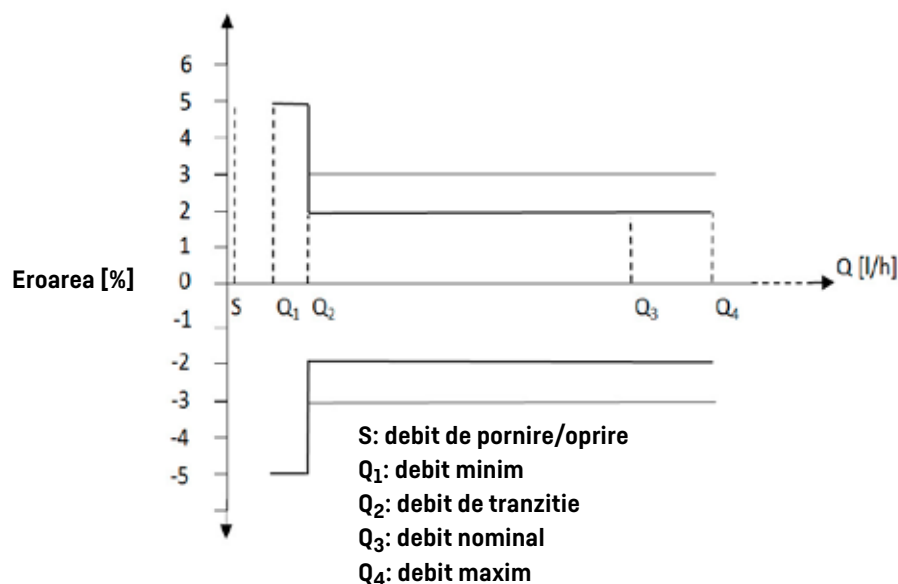 6
5
4
3
2
1
Eroarea [%]
0
Q [l/h]
S
Q₁
Q₂
Q₃
Q₄
-1
-2
-3
-4
-5
S: debit de pornire/oprire
Q₁: debit minim
Q₂: debit de tranzitie
Q₃: debit nominal
Q₄: debit maxim